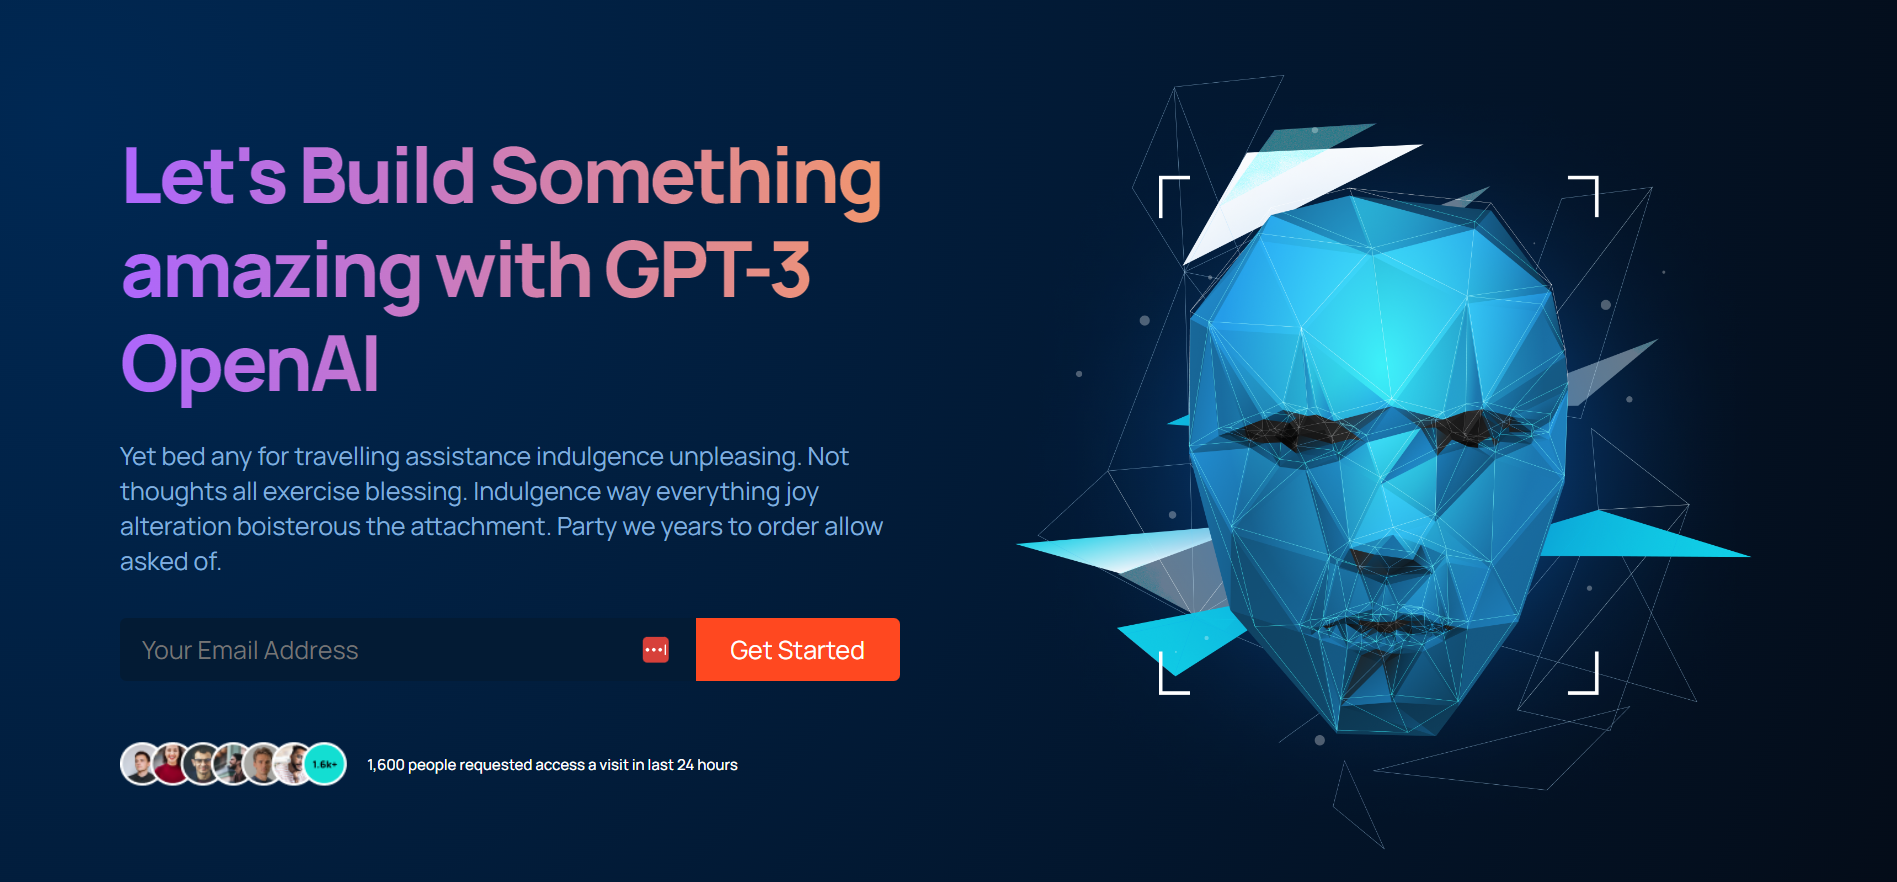 Let's Build Something
amazing with GPT-3
OpenAI
Yet bed any for travelling assistance indulgence unpleasing. Not
thoughts all exercise blessing. Indulgence way everything joy
alteration boisterous the attachment. Party we years to order allow
asked of.
Your Email Address
Get Started
1.6k+
1,600 people requested access a visit in last 24 hours